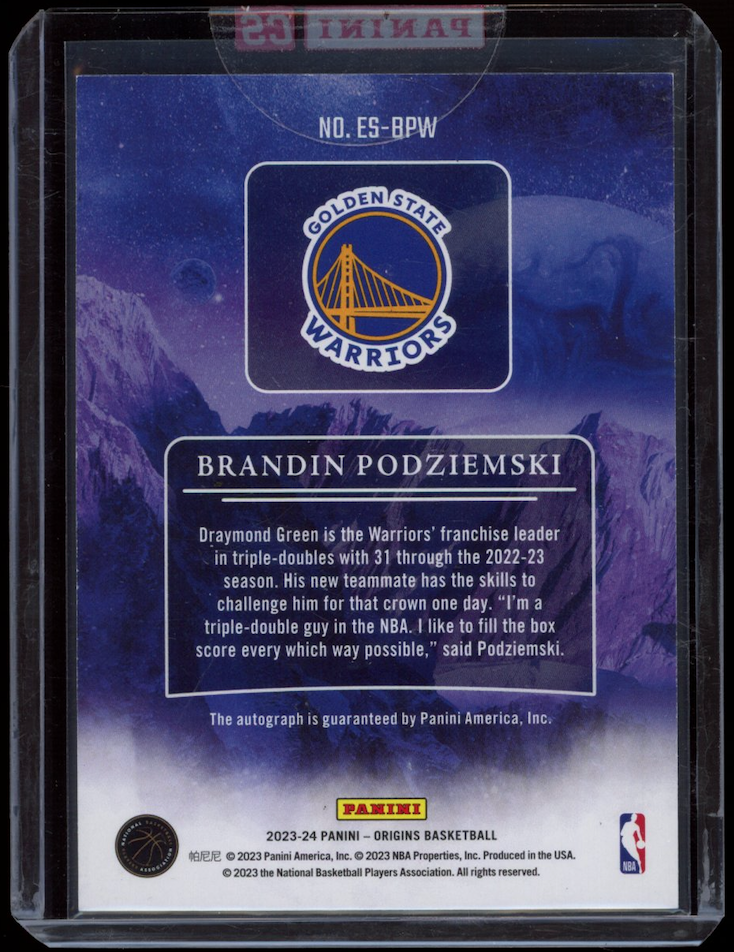 PANINI
NO. ES-BPW
GOLDEN STATE
WARRIORS
BRANDIN PODZIEMSKI
Draymond Green is the Warriors' franchise leader
in triple-doubles with 31 through the 2022-23
season. His new teammate has the skills to
challenge him for that crown one day. “I'm a
triple-double guy in the NBA. I like to fill the box
score every which way possible,” said Podziemski.
The autograph is guaranteed by Panini America, Inc.
PANINI
2023-24 PANINI – ORIGINS BASKETBALL
帕尼尼 © 2023 Panini America, Inc. © 2023 NBA Properties, Inc. Produced in the USA.
© 2023 the National Basketball Players Association. All rights reserved.
NATIONAL BASKETBALL
PLAYERS ASSOCIATION
NBA